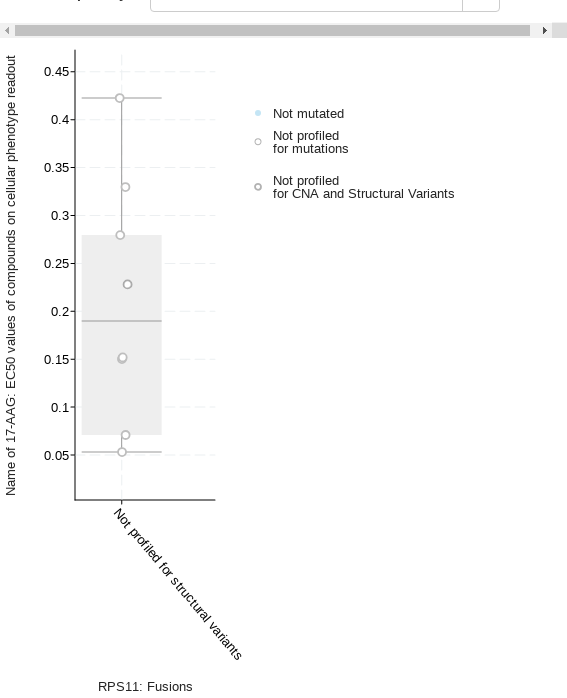 Name of 17-AAG: EC50 values of compounds on cellular phenotype readout
0.45
0.4
0.35
0.3
0.25
0.2
0.15
0.1
0.05
Not mutated
Not profiled
for mutations
Not profiled
for CNA and Structural Variants
Not profiled for structural variants
RPS11: Fusions